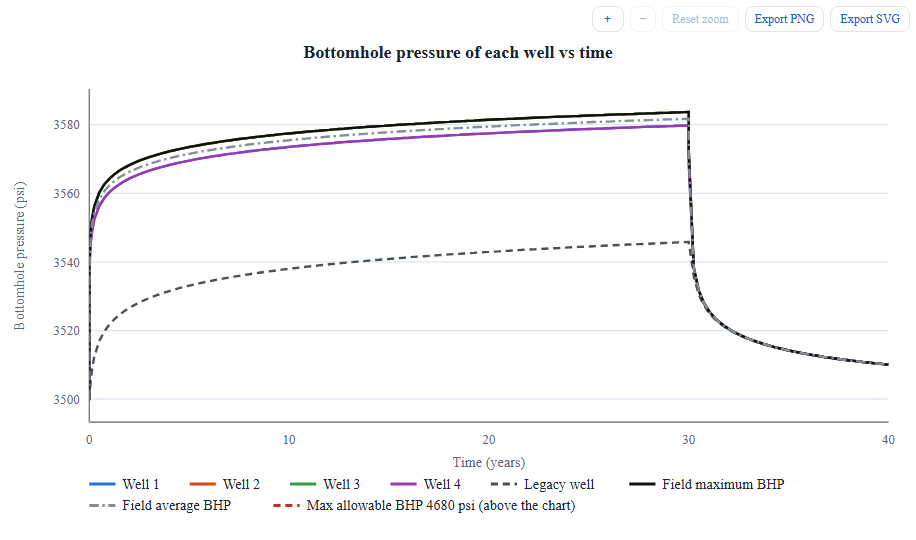 + − Reset zoom Export PNG Export SVG
Bottomhole pressure of each well vs time
Bottomhole pressure (psi)
3580
3560
3540
3520
3500
0 10 20 30 40
Time (years)
Well 1 Well 2 Well 3 Well 4 Legacy well Field maximum BHP
Field average BHP Max allowable BHP 4680 psi (above the chart)